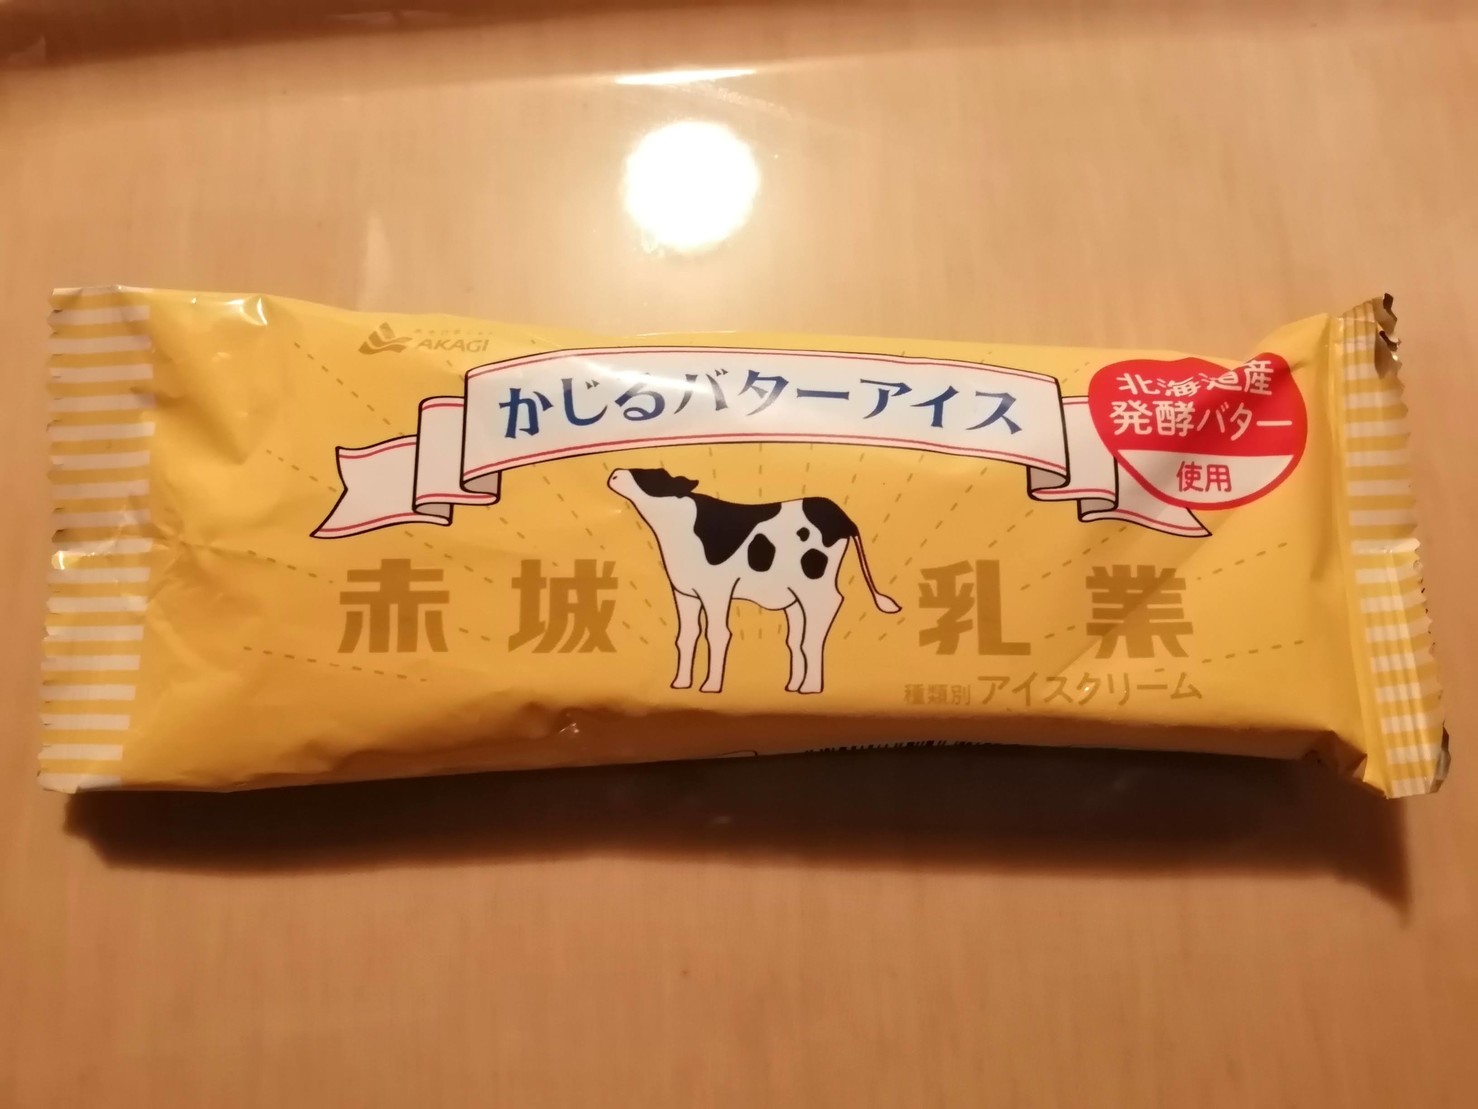 AKAGI
かじるバターアイス
北海道産
発酵バター
使用
赤城乳業
種類別 アイスクリーム